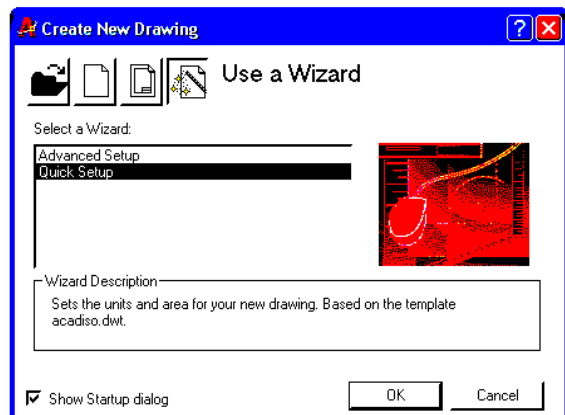 Create New Drawing
Use a Wizard
Select a Wizard:
Advanced Setup
Quick Setup
Wizard Description
Sets the units and area for your new drawing. Based on the template
acadiso.dwt.
Show Startup dialog
OK
Cancel